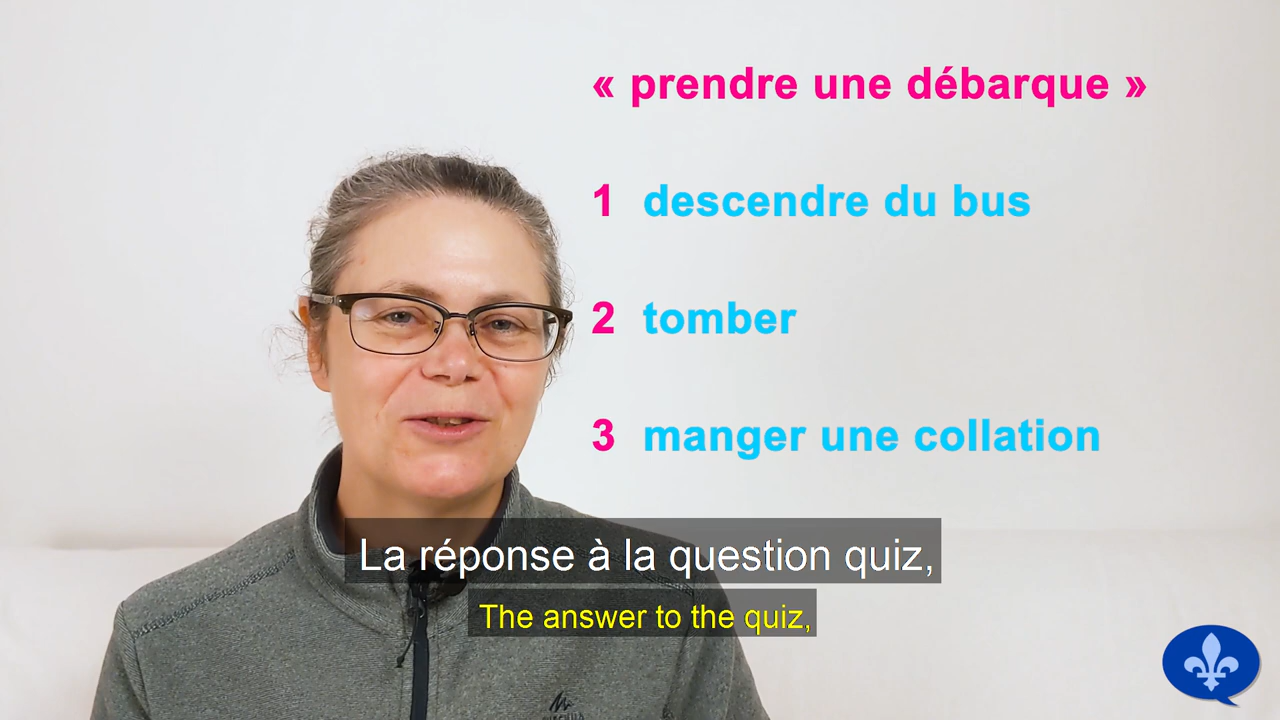 « prendre une débarque »
1 descendre du bus
2 tomber
3 manger une collation
La réponse à la question quiz,
The answer to the quiz,